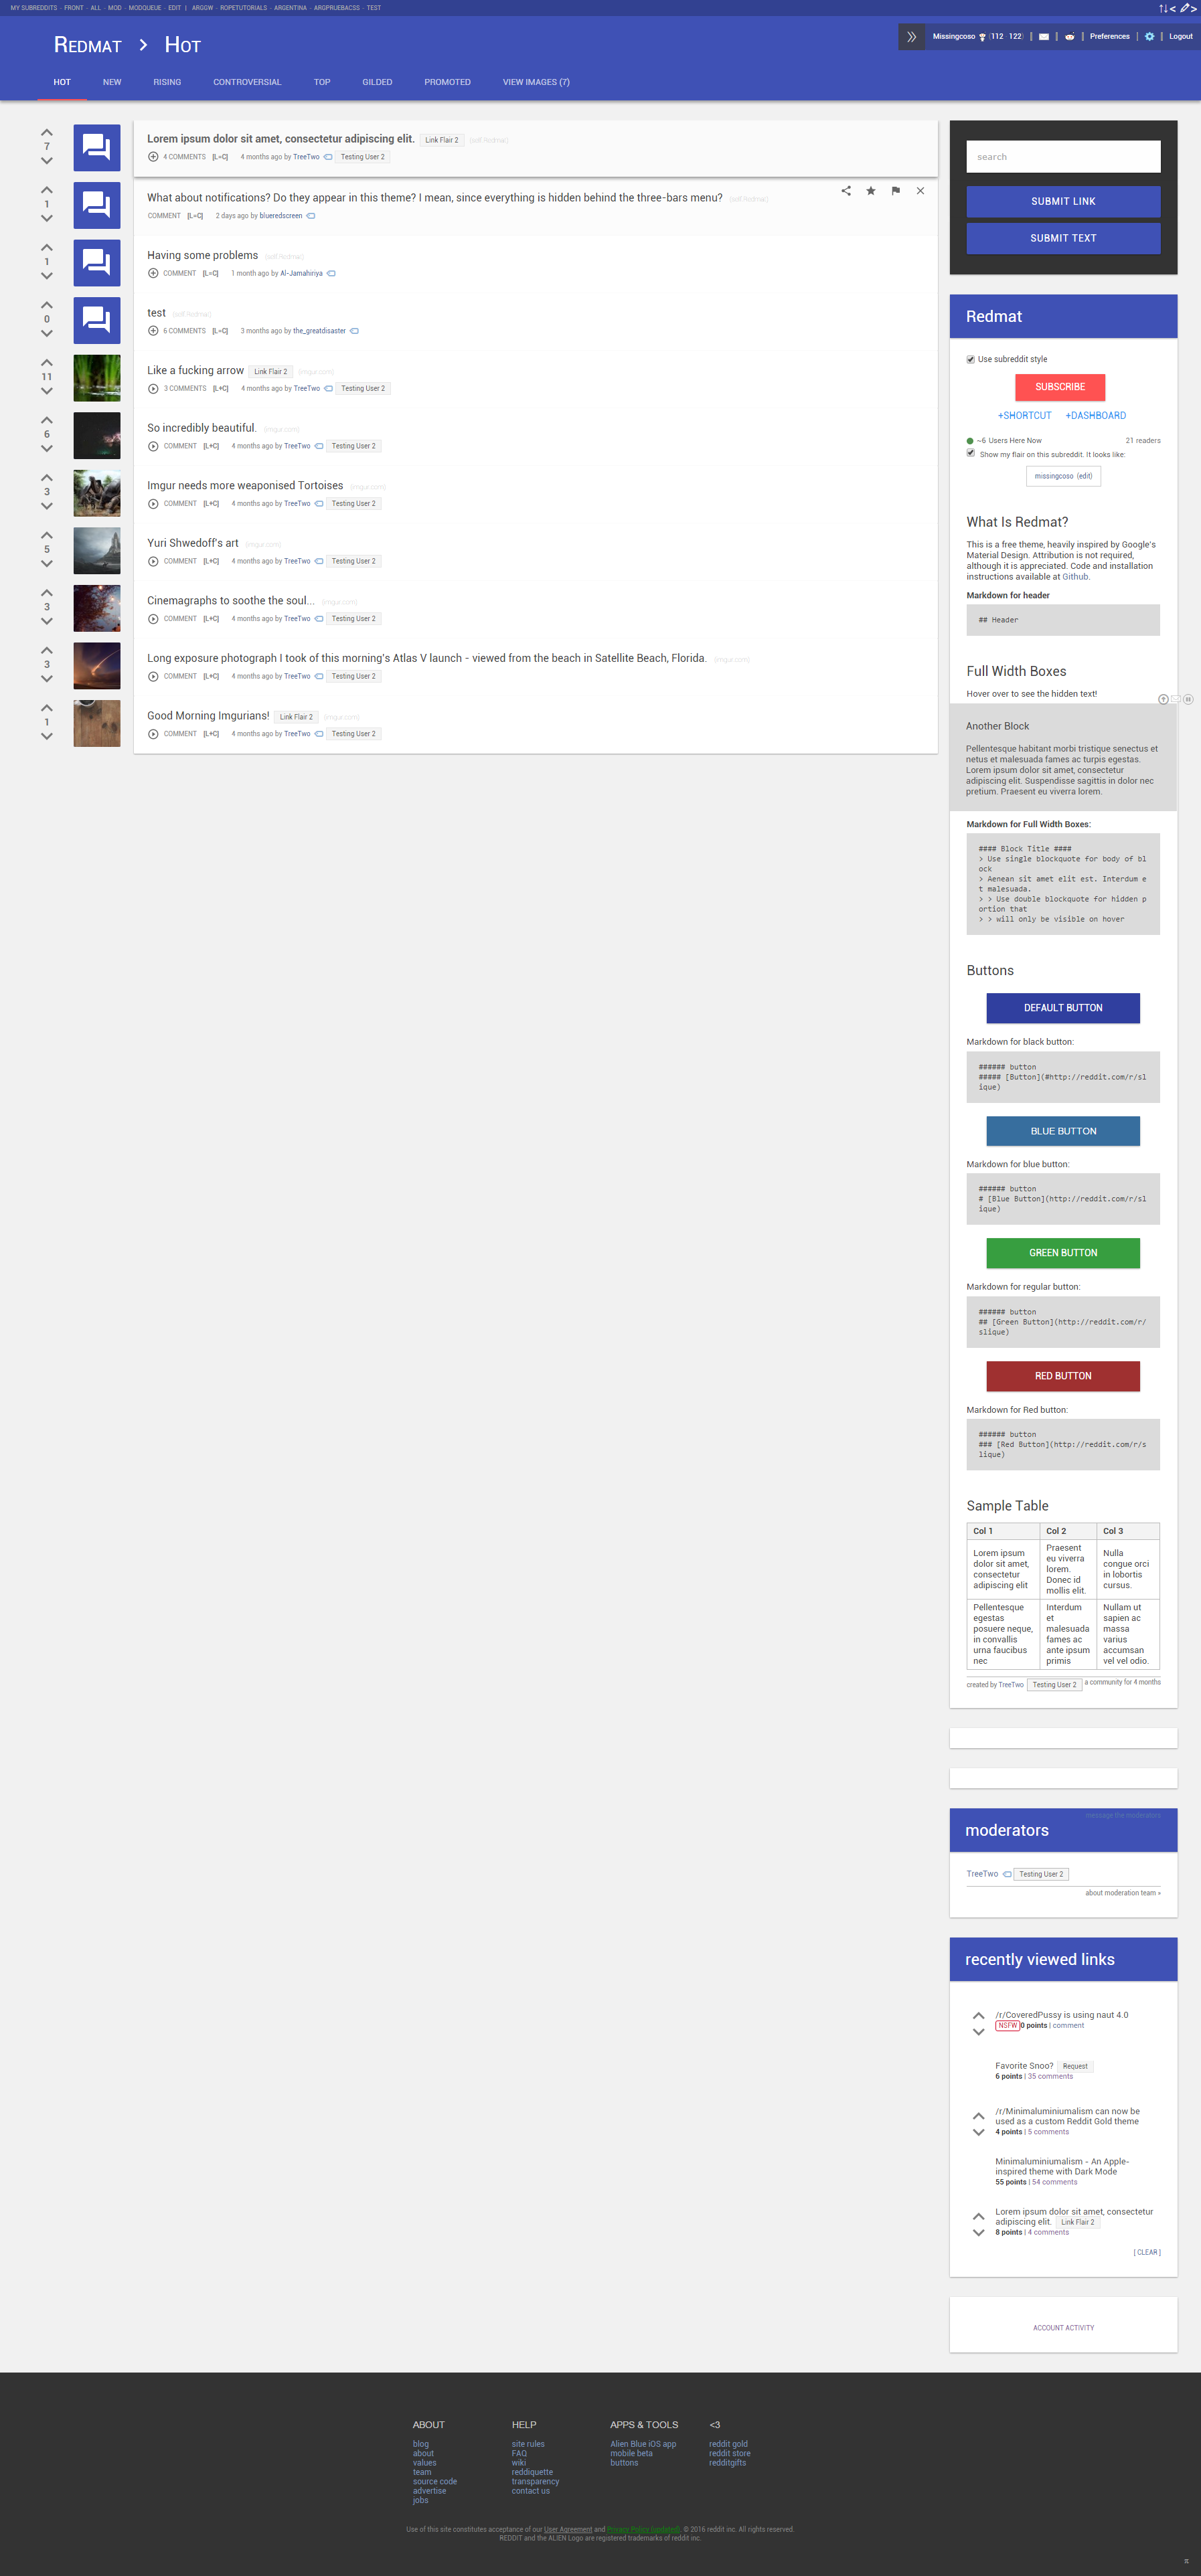 MY SUBREDDITS - FRONT - ALL - MOD - MODQUEUE - EDIT | ARGGW - ROPETUTORIALS - ARGENTINA - ARGPRUEBACSS - TEST
Redmat > Hot
Missingcoso (112 122) | | | Preferences | | Logout
HOT NEW RISING CONTROVERSIAL TOP GILDED PROMOTED VIEW IMAGES (7)
7
Lorem ipsum dolor sit amet, consectetur adipiscing elit. Link Flair 2 (self.Redmat)
4 COMMENTS [L=C] 4 months ago by TreeTwo Testing User 2
1
What about notifications? Do they appear in this theme? I mean, since everything is hidden behind the three-bars menu? (self.Redmat)
COMMENT [L=C] 2 days ago by blueredscreen
1
Having some problems (self.Redmat)
COMMENT [L=C] 1 month ago by Al-Jamahiriya
0
test (self.Redmat)
6 COMMENTS [L=C] 3 months ago by the_greatdisaster
11
Like a fucking arrow Link Flair 2 (imgur.com)
3 COMMENTS [L+C] 4 months ago by TreeTwo Testing User 2
6
So incredibly beautiful. (imgur.com)
COMMENT [L+C] 4 months ago by TreeTwo Testing User 2
3
Imgur needs more weaponised Tortoises (imgur.com)
COMMENT [L+C] 4 months ago by TreeTwo Testing User 2
5
Yuri Shwedoff's art (imgur.com)
COMMENT [L+C] 4 months ago by TreeTwo Testing User 2
3
Cinemagraphs to soothe the soul... (imgur.com)
COMMENT [L+C] 4 months ago by TreeTwo Testing User 2
3
Long exposure photograph I took of this morning's Atlas V launch - viewed from the beach in Satellite Beach, Florida. (imgur.com)
COMMENT [L+C] 4 months ago by TreeTwo Testing User 2
1
Good Morning Imgurians! Link Flair 2 (imgur.com)
COMMENT [L+C] 4 months ago by TreeTwo Testing User 2
search
SUBMIT LINK
SUBMIT TEXT
Redmat
Use subreddit style
SUBSCRIBE
+SHORTCUT +DASHBOARD
~6 Users Here Now 21 readers
Show my flair on this subreddit. It looks like:
missingcoso (edit)
What Is Redmat?
This is a free theme, heavily inspired by Google's
Material Design. Attribution is not required,
although it is appreciated. Code and installation
instructions available at Github.
Markdown for header
## Header
Full Width Boxes
Hover over to see the hidden text!
Another Block
Pellentesque habitant morbi tristique senectus et
netus et malesuada fames ac turpis egestas.
Lorem ipsum dolor sit amet, consectetur
adipiscing elit. Suspendisse sagittis in dolor nec
pretium. Praesent eu viverra lorem.
Markdown for Full Width Boxes:
#### Block Title ####
> Use single blockquote for body of bl
ock
> Aenean sit amet elit est. Interdum e
t malesuada.
> > Use double blockquote for hidden p
ortion that
> > will only be visible on hover
Buttons
DEFAULT BUTTON
Markdown for black button:
###### button
##### [Button](#http://reddit.com/r/sl
ique)
BLUE BUTTON
Markdown for blue button:
###### button
# [Blue Button](http://reddit.com/r/sl
ique)
GREEN BUTTON
Markdown for regular button:
###### button
## [Green Button](http://reddit.com/r/
slique)
RED BUTTON
Markdown for Red button:
###### button
### [Red Button](http://reddit.com/r/s
lique)
Sample Table
Col 1 Col 2 Col 3
Lorem ipsum
dolor sit amet,
consectetur
adipiscing elit
Praesent
eu viverra
lorem.
Donec id
mollis elit.
Nulla
congue orci
in lobortis
cursus.
Pellentesque
egestas
posuere neque,
in convallis
urna faucibus
nec
Interdum
et
malesuada
fames ac
ante ipsum
primis
Nullam ut
sapien ac
massa
varius
accumsan
vel vel odio.
created by TreeTwo Testing User 2 a community for 4 months
message the moderators
moderators
TreeTwo Testing User 2
about moderation team »
recently viewed links
/r/CoveredPussy is using naut 4.0
NSFW 0 points | comment
Favorite Snoo? Request
6 points | 35 comments
/r/Minimaluminiumalism can now be
used as a custom Reddit Gold theme
4 points | 5 comments
Minimaluminiumalism - An Apple-
inspired theme with Dark Mode
55 points | 54 comments
Lorem ipsum dolor sit amet, consectetur
adipiscing elit. Link Flair 2
8 points | 4 comments
[ CLEAR ]
ACCOUNT ACTIVITY
ABOUT
blog
about
values
team
source code
advertise
jobs
HELP
site rules
FAQ
wiki
reddiquette
transparency
contact us
APPS & TOOLS
Alien Blue iOS app
mobile beta
buttons
<3
reddit gold
reddit store
redditgifts
Use of this site constitutes acceptance of our User Agreement and Privacy Policy (updated). © 2016 reddit inc. All rights reserved.
REDDIT and the ALIEN Logo are registered trademarks of reddit inc.
π